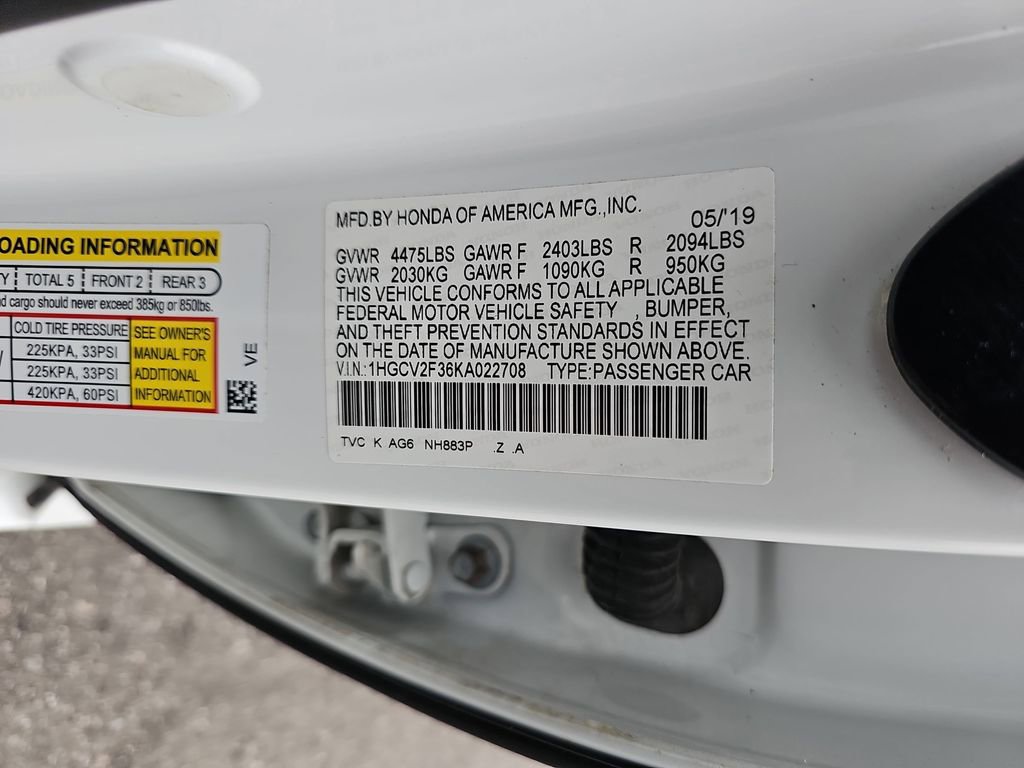 OADING INFORMATION
TY TOTAL 5 FRONT 2 REAR 3
d cargo should never exceed 385kg or 850lbs.
COLD TIRE PRESSURE
225KPA, 33PSI
225KPA, 33PSI
420KPA, 60PSI
SEE OWNER'S
MANUAL FOR
ADDITIONAL
INFORMATION
VE
MFD.BY HONDA OF AMERICA MFG.,INC. 05/'19
GVWR 4475LBS GAWR F 2403LBS R 2094LBS
GVWR 2030KG GAWR F 1090KG R 950KG
THIS VEHICLE CONFORMS TO ALL APPLICABLE
FEDERAL MOTOR VEHICLE SAFETY , BUMPER,
AND THEFT PREVENTION STANDARDS IN EFFECT
ON THE DATE OF MANUFACTURE SHOWN ABOVE.
V.I.N.:1HGCV2F36KA022708 TYPE:PASSENGER CAR
TVC K AG6 NH883P .Z .A